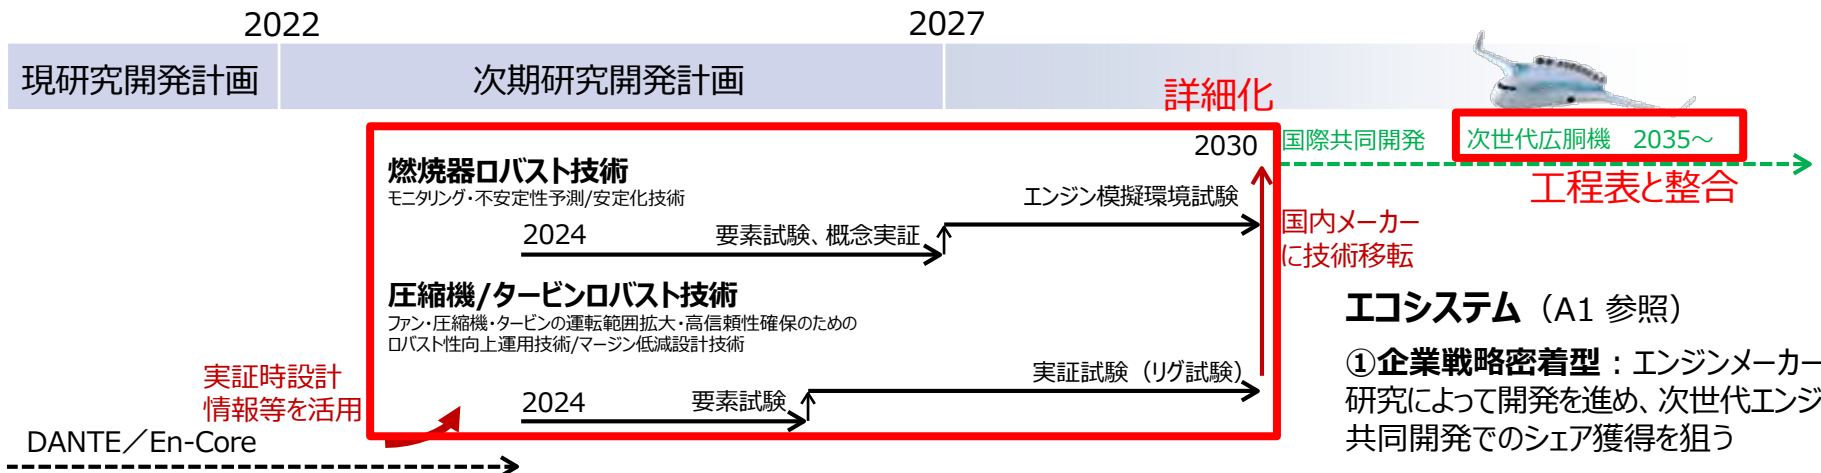 2022
2027
現研究開発計画
次期研究開発計画
詳細化
2030
国際共同開発
次世代広胴機 2035～
工程表と整合
燃焼器ロバスト技術
モニタリング・不安定性予測/安定化技術
エンジン模擬環境試験
2024
要素試験、概念実証
国内メーカー
に技術移転
圧縮機/タービンロバスト技術
ファン・圧縮機・タービンの運転範囲拡大・高信頼性確保のための
ロバスト性向上運用技術/マージン低減設計技術
実証試験（リグ試験）
2024
要素試験
実証時設計
情報等を活用
DANTE／En-Core
エコシステム（A1 参照）
①企業戦略密着型：エンジンメーカー
研究によって開発を進め、次世代エンジ
共同開発でのシェア獲得を狙う